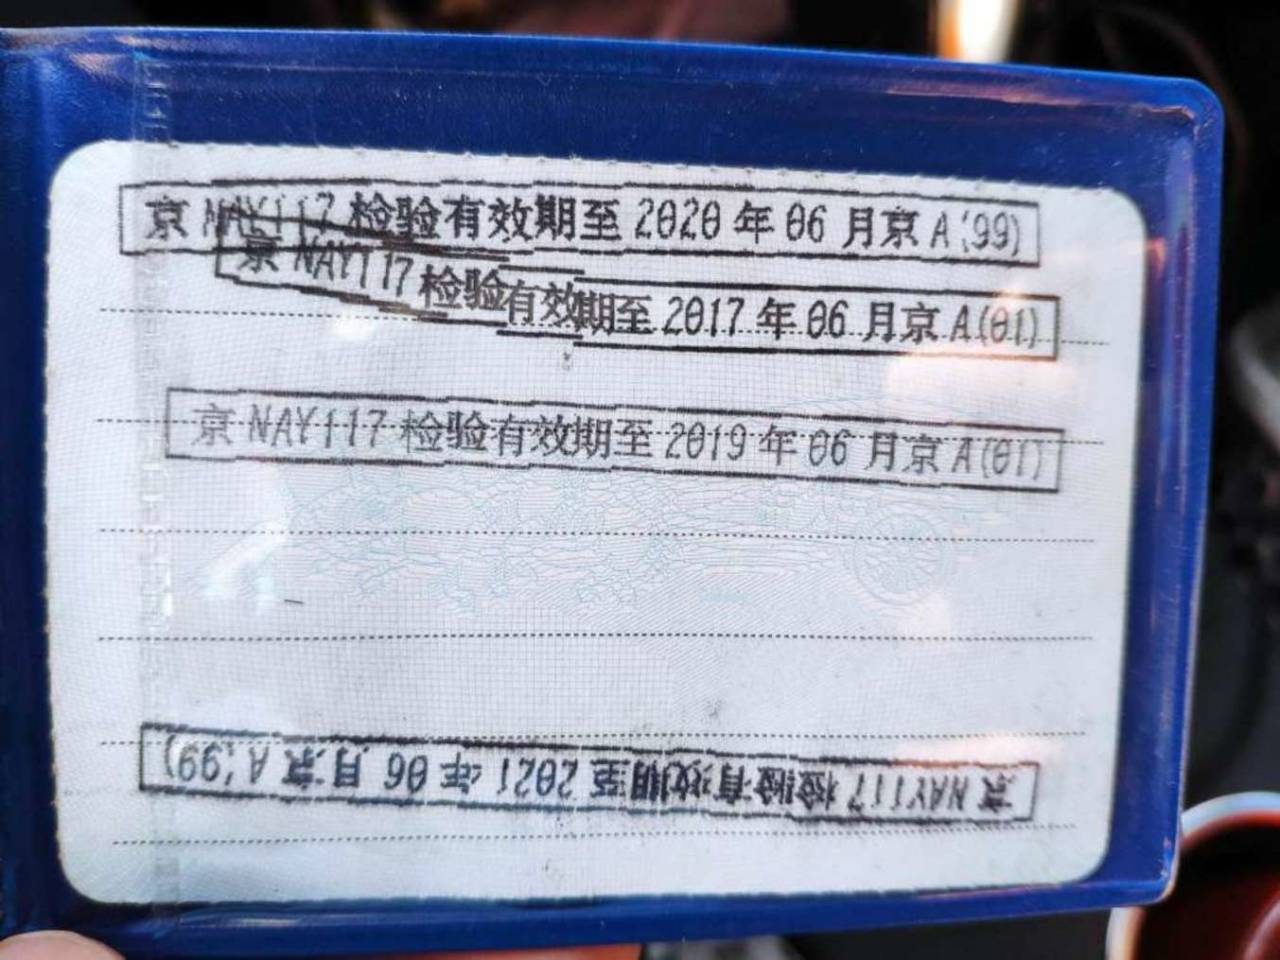 京 NAY117 检验有效期至 2020 年 06 月京 A(99)
京 NAY117 检验有效期至 2017 年 06 月京 A(01)
京 NAY117 检验有效期至 2019 年 06 月京 A(01)
京 NAY117 检验有效期至 2021 年 06 月京 A(99)